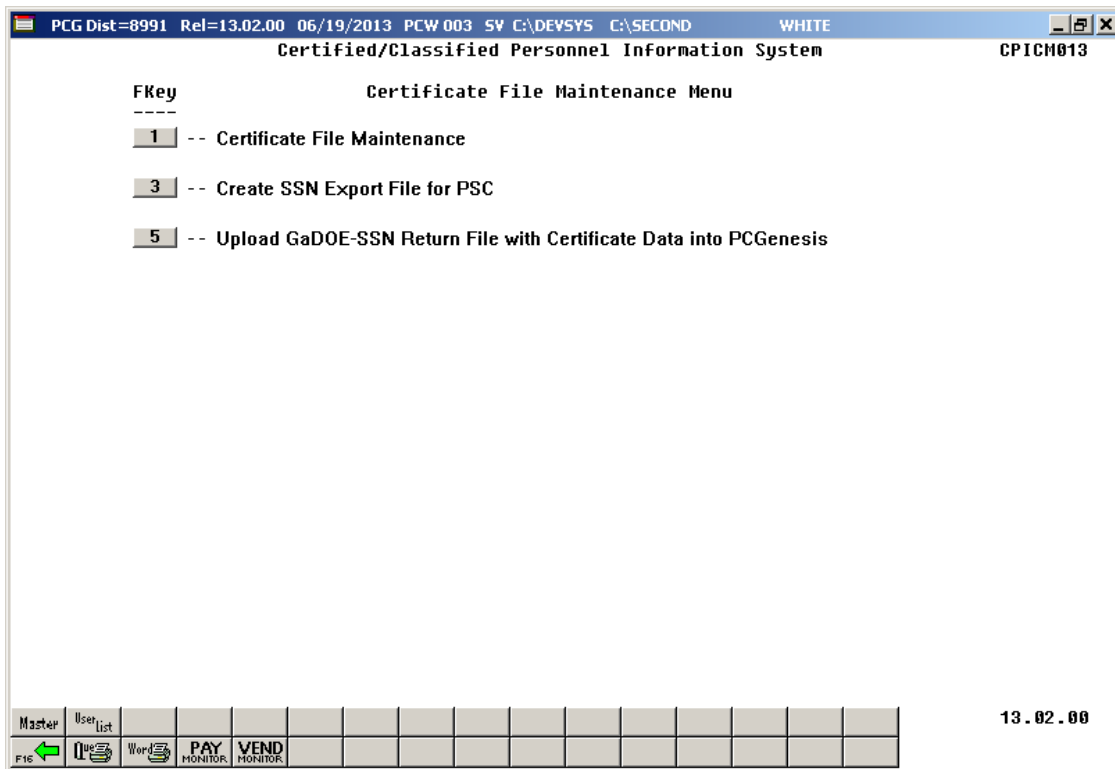 PCG Dist=8991 Rel=13.02.00 06/19/2013 PCW 003 SV C:\DEVSYS C:\SECOND WHITE
Certified/Classified Personnel Information System CPICM013
FKey Certificate File Maintenance Menu
----
1 -- Certificate File Maintenance
3 -- Create SSN Export File for PSC
5 -- Upload GaDOE-SSN Return File with Certificate Data into PCGenesis
Master User list 13.02.00
F16 Que Word PAY MONITOR VEND MONITOR